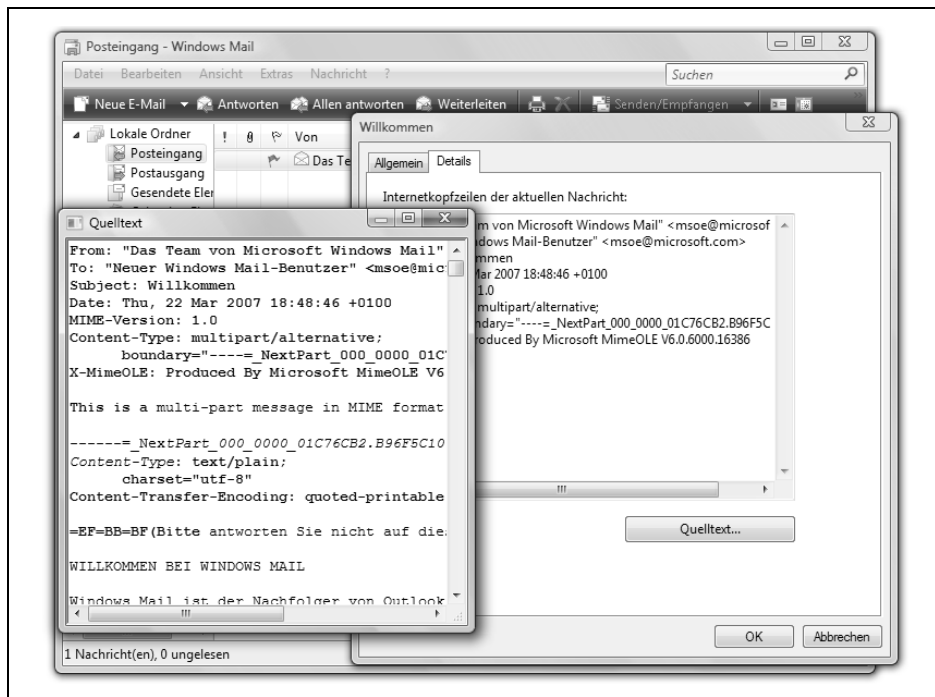 Posteingang - Windows Mail
Datei Bearbeiten Ansicht Extras Nachricht ?
Suchen
Neue E-Mail Antworten Allen antworten Weiterleiten Senden/Empfangen
Lokale Ordner
Posteingang
Postausgang
Gesendete Eler
! Von
Das Te
Willkommen
Allgemein Details
Internetkopfzeilen der aktuellen Nachricht:
m von Microsoft Windows Mail" <msoe@microsof
dows Mail-Benutzer" <msoe@microsoft.com>
mmen
Mar 2007 18:48:46 +0100
1.0
multipart/alternative;
ndary="----=_NextPart_000_0000_01C76CB2.B96F5C
roduced By Microsoft MimeOLE V6.0.6000.16386
Quelltext...
OK Abbrechen
Quelltext
From: "Das Team von Microsoft Windows Mail"
To: "Neuer Windows Mail-Benutzer" <msoe@mic
Subject: Willkommen
Date: Thu, 22 Mar 2007 18:48:46 +0100
MIME-Version: 1.0
Content-Type: multipart/alternative;
boundary="----=_NextPart_000_0000_01C
X-MimeOLE: Produced By Microsoft MimeOLE V6
This is a multi-part message in MIME format
------=_NextPart_000_0000_01C76CB2.B96F5C10
Content-Type: text/plain;
charset="utf-8"
Content-Transfer-Encoding: quoted-printable
=EF=BB=BF(Bitte antworten Sie nicht auf die
WILLKOMMEN BEI WINDOWS MAIL
Windows Mail ist der Nachfolger von Outlook
1 Nachricht(en), 0 ungelesen